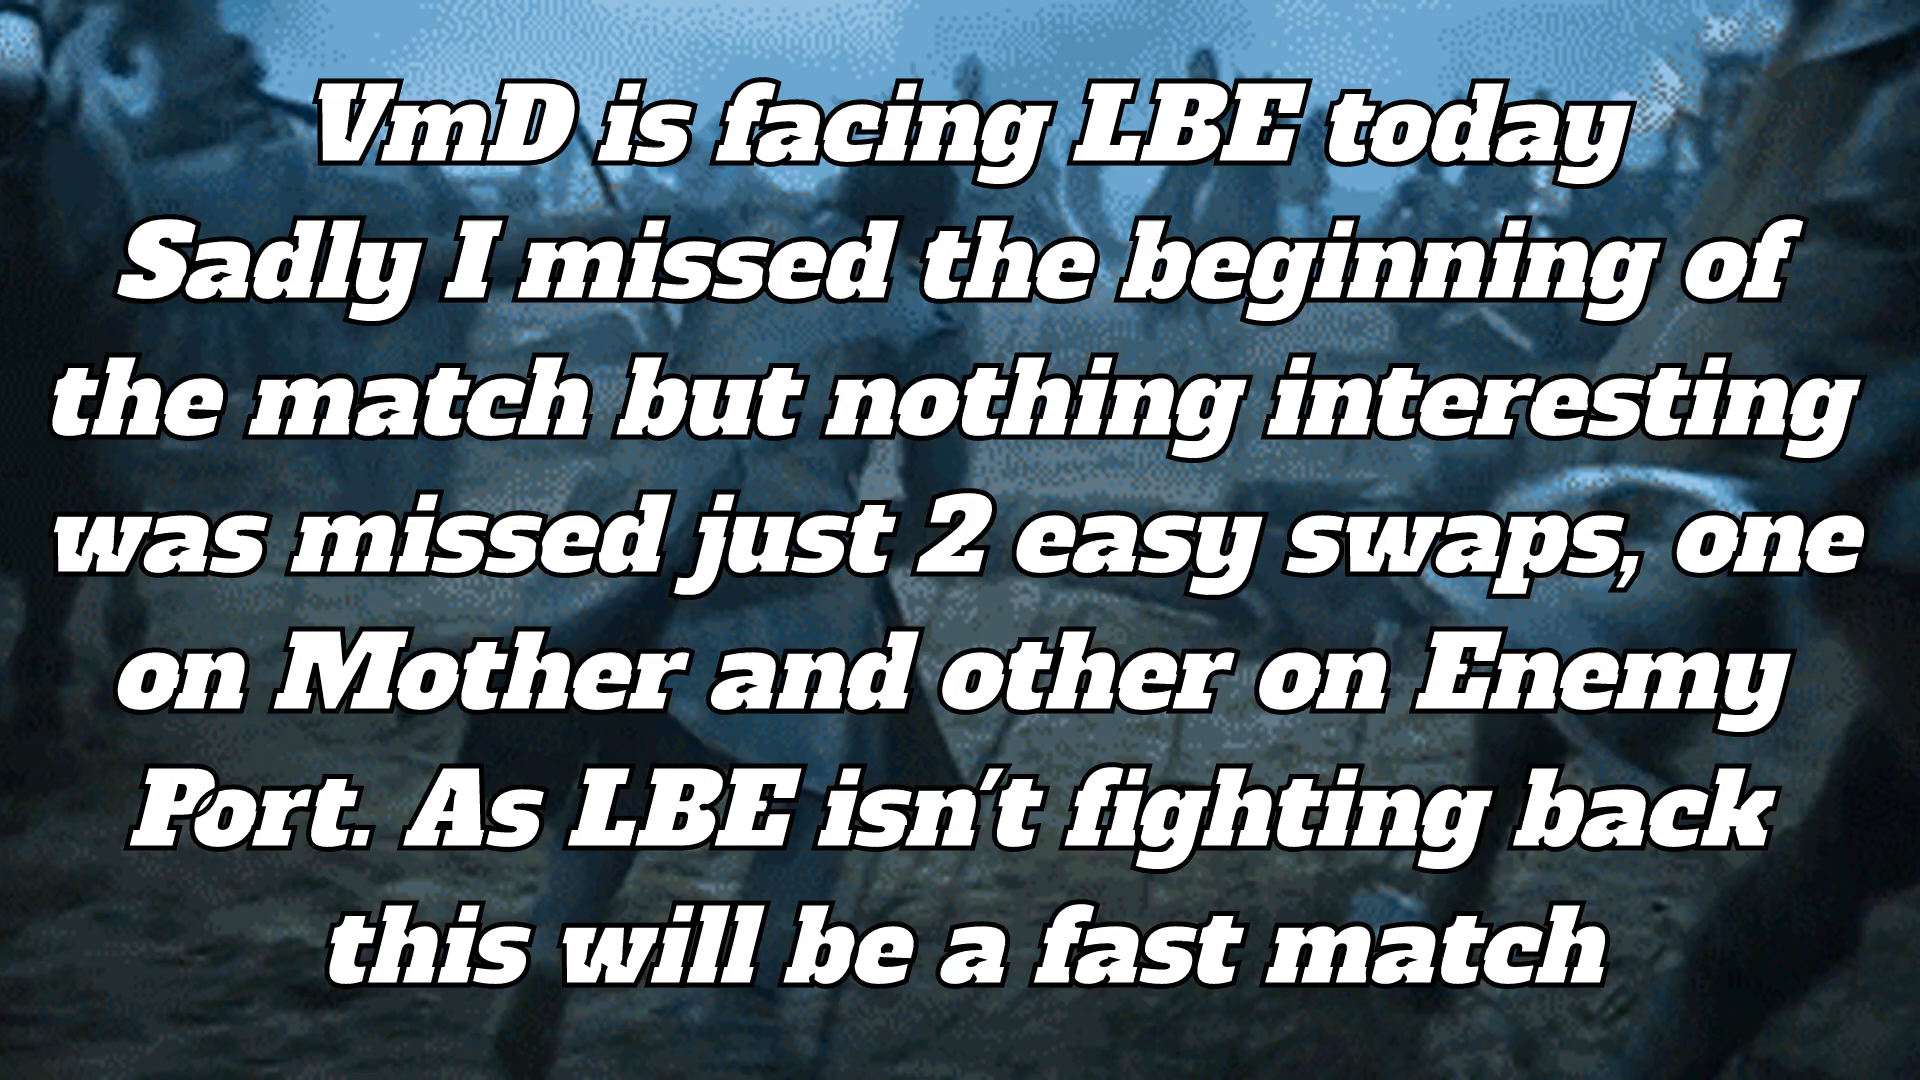 VmD is facing LBE today
Sadly I missed the beginning of
the match but nothing interesting
was missed just 2 easy swaps, one
on Mother and other on Enemy
Port. As LBE isn't fighting back
this will be a fast match